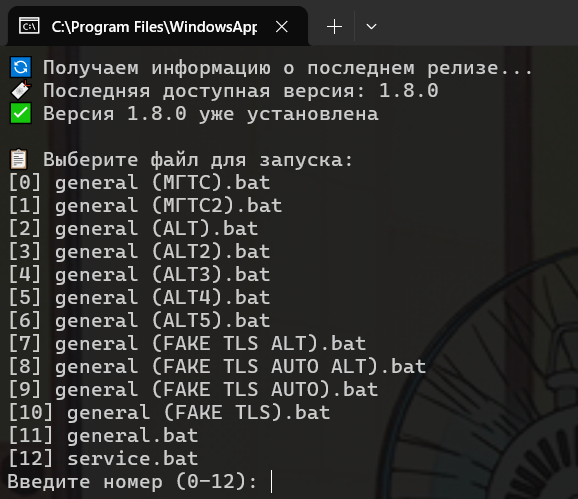 C:\Program Files\WindowsApp
🔄 Получаем информацию о последнем релизе...
🏷️ Последняя доступная версия: 1.8.0
✅ Версия 1.8.0 уже установлена
📋 Выберите файл для запуска:
[0] general (МГТС).bat
[1] general (МГТС2).bat
[2] general (ALT).bat
[3] general (ALT2).bat
[4] general (ALT3).bat
[5] general (ALT4).bat
[6] general (ALT5).bat
[7] general (FAKE TLS ALT).bat
[8] general (FAKE TLS AUTO ALT).bat
[9] general (FAKE TLS AUTO).bat
[10] general (FAKE TLS).bat
[11] general.bat
[12] service.bat
Введите номер (0-12):